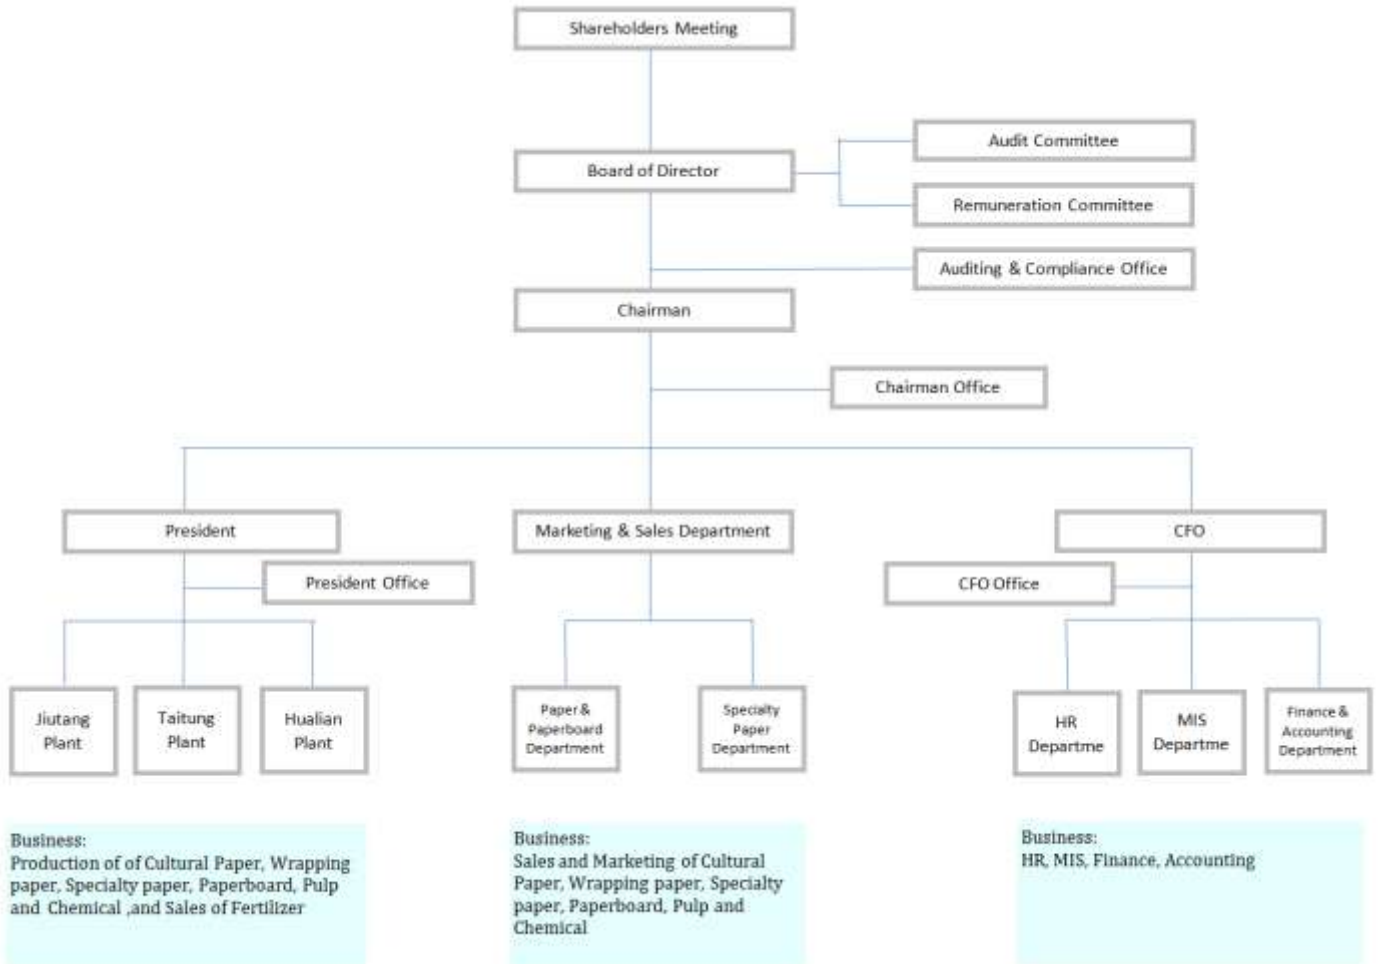 Shareholders Meeting
Audit Committee
Board of Director
Remuneration Committee
Auditing & Compliance Office
Chairman
Chairman Office
President
Marketing & Sales Department
CFO
President Office
CFO Office
Jiutang
Plant
Taitung
Plant
Hualian
Plant
Paper &
Paperboard
Department
Specialty
Paper
Department
HR
Departme
MIS
Departme
Finance &
Accounting
Department
Business:
Production of of Cultural Paper, Wrapping
paper, Specialty paper, Paperboard, Pulp
and Chemical ,and Sales of Fertilizer
Business:
Sales and Marketing of Cultural
Paper, Wrapping paper, Specialty
paper, Paperboard, Pulp and
Chemical
Business:
HR, MIS, Finance, Accounting